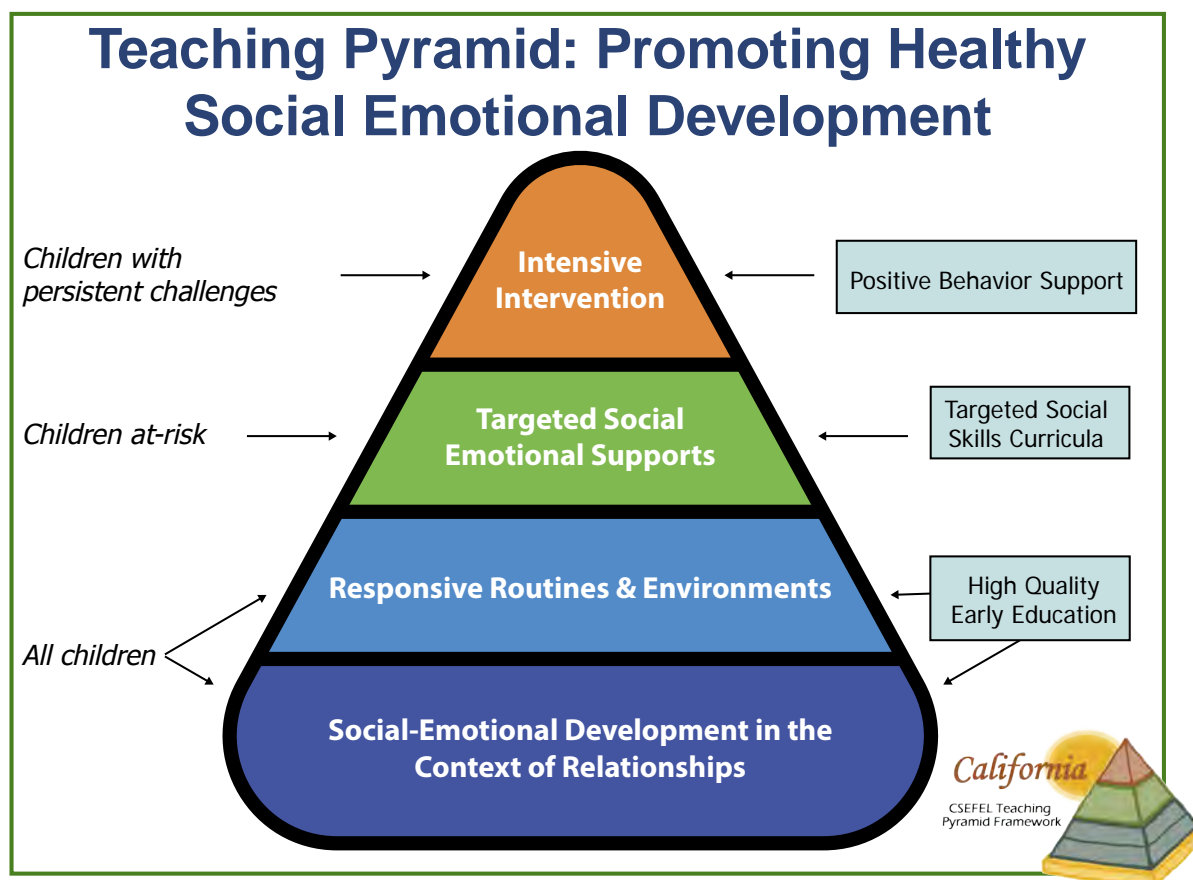 Teaching Pyramid: Promoting Healthy
Social Emotional Development
Children with
persistent challenges
Intensive
Intervention
Positive Behavior Support
Children at-risk
Targeted Social
Emotional Supports
Targeted Social
Skills Curricula
All children
Responsive Routines & Environments
High Quality
Early Education
Social-Emotional Development in the
Context of Relationships
California
CSEFEL Teaching
Pyramid Framework